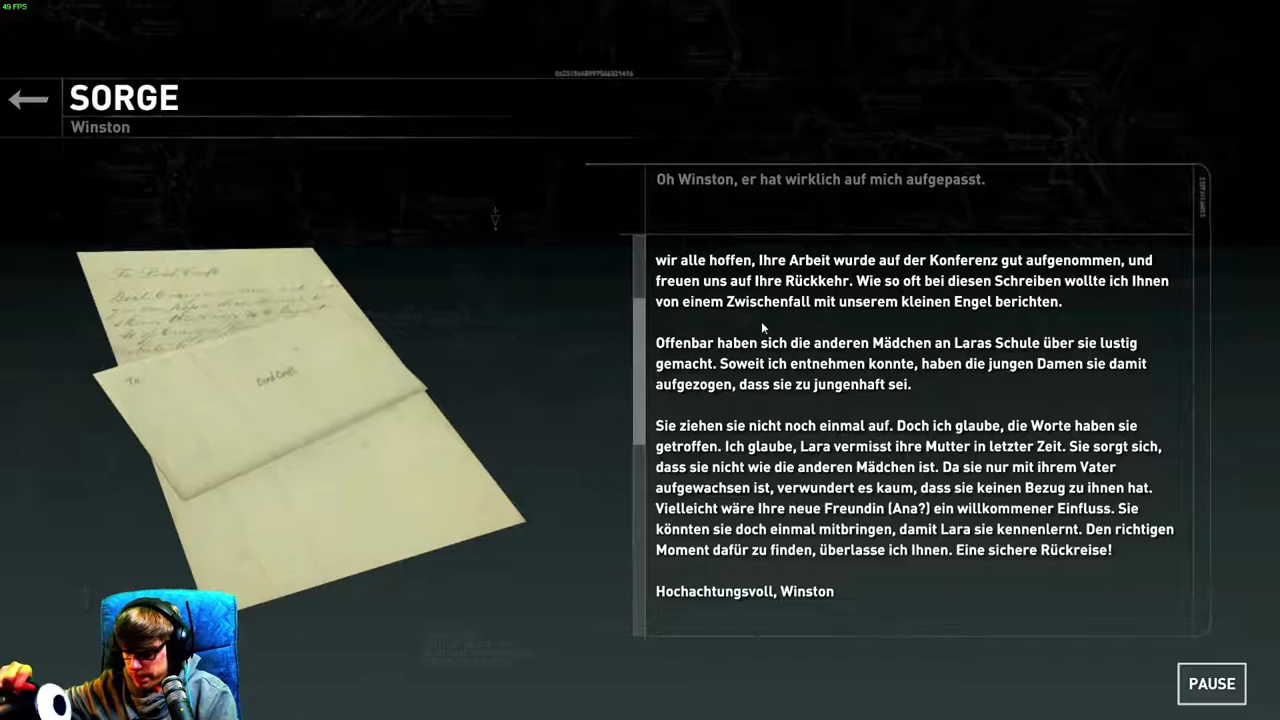 49 FPS
SORGE
Winston
Oh Winston, er hat wirklich auf mich aufgepasst.
wir alle hoffen, Ihre Arbeit wurde auf der Konferenz gut aufgenommen, und
freuen uns auf Ihre Rückkehr. Wie so oft bei diesen Schreiben wollte ich Ihnen
von einem Zwischenfall mit unserem kleinen Engel berichten.
Offenbar haben sich die anderen Mädchen an Laras Schule über sie lustig
gemacht. Soweit ich entnehmen konnte, haben die jungen Damen sie damit
aufgezogen, dass sie zu jungenhaft sei.
Sie ziehen sie nicht noch einmal auf. Doch ich glaube, die Worte haben sie
getroffen. Ich glaube, Lara vermisst ihre Mutter in letzter Zeit. Sie sorgt sich,
dass sie nicht wie die anderen Mädchen ist. Da sie nur mit ihrem Vater
aufgewachsen ist, verwundert es kaum, dass sie keinen Bezug zu ihnen hat.
Vielleicht wäre Ihre neue Freundin (Ana?) ein willkommener Einfluss. Sie
könnten sie doch einmal mitbringen, damit Lara sie kennenlernt. Den richtigen
Moment dafür zu finden, überlasse ich Ihnen. Eine sichere Rückreise!
Hochachtungsvoll, Winston
To
Lord Croft
PAUSE